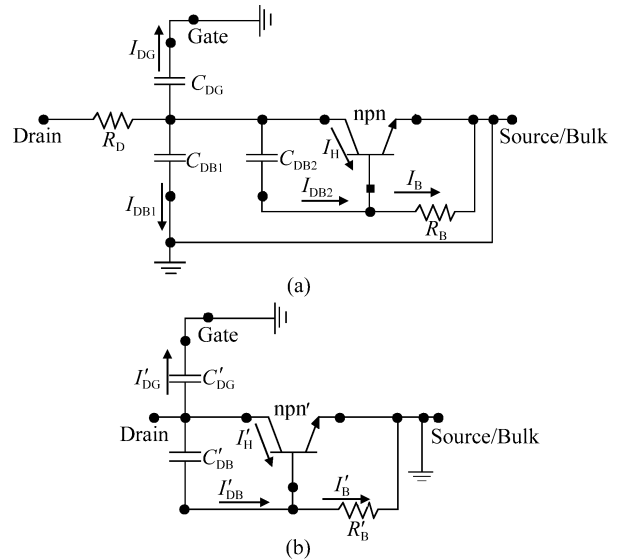 Gate
I_DG
C_DG
Drain
R_D
npn
Source/Bulk
C_DB1
C_DB2
I_H
I_DB1
I_DB2
I_B
R_B
(a)
Gate
I'_DG
C'_DG
Drain
npn'
Source/Bulk
I'_H
C'_DB
I'_DB
I'_B
R'_B
(b)